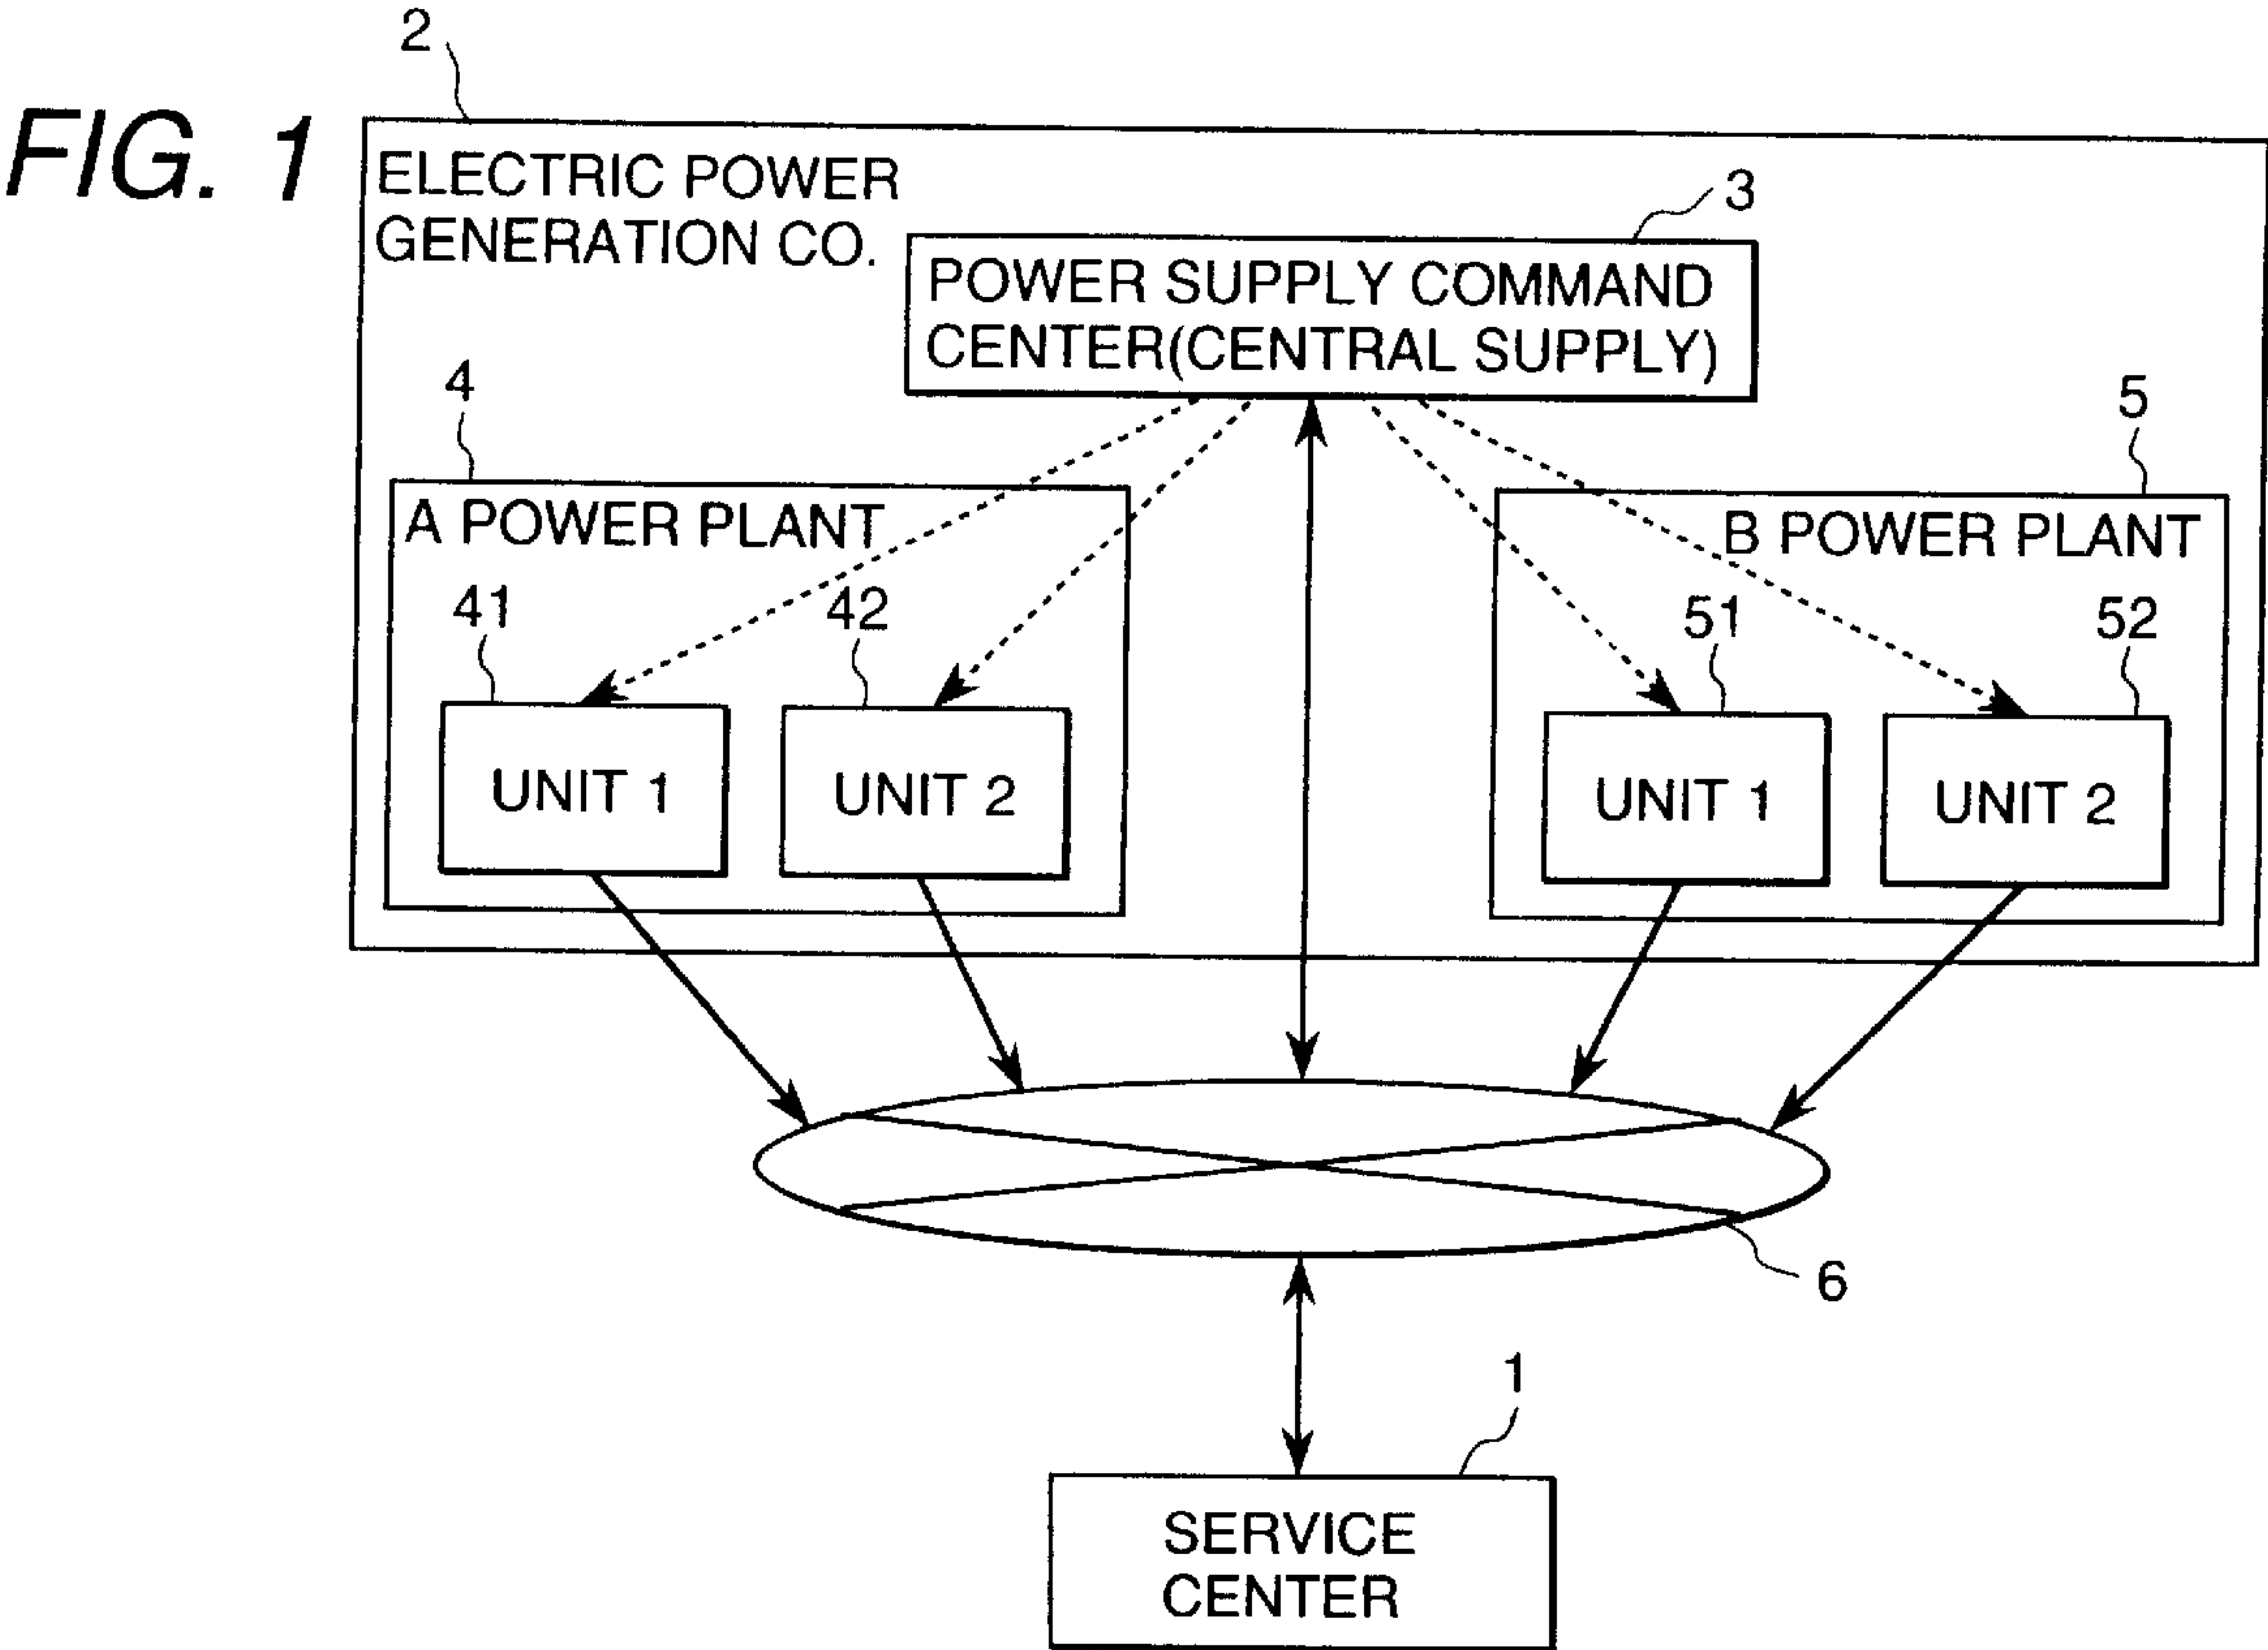 FIG. 1
2
ELECTRIC POWER
GENERATION CO.
3
POWER SUPPLY COMMAND
CENTER(CENTRAL SUPPLY)
4
5
A POWER PLANT
B POWER PLANT
41
42
51
52
UNIT 1
UNIT 2
UNIT 1
UNIT 2
6
1
SERVICE
CENTER